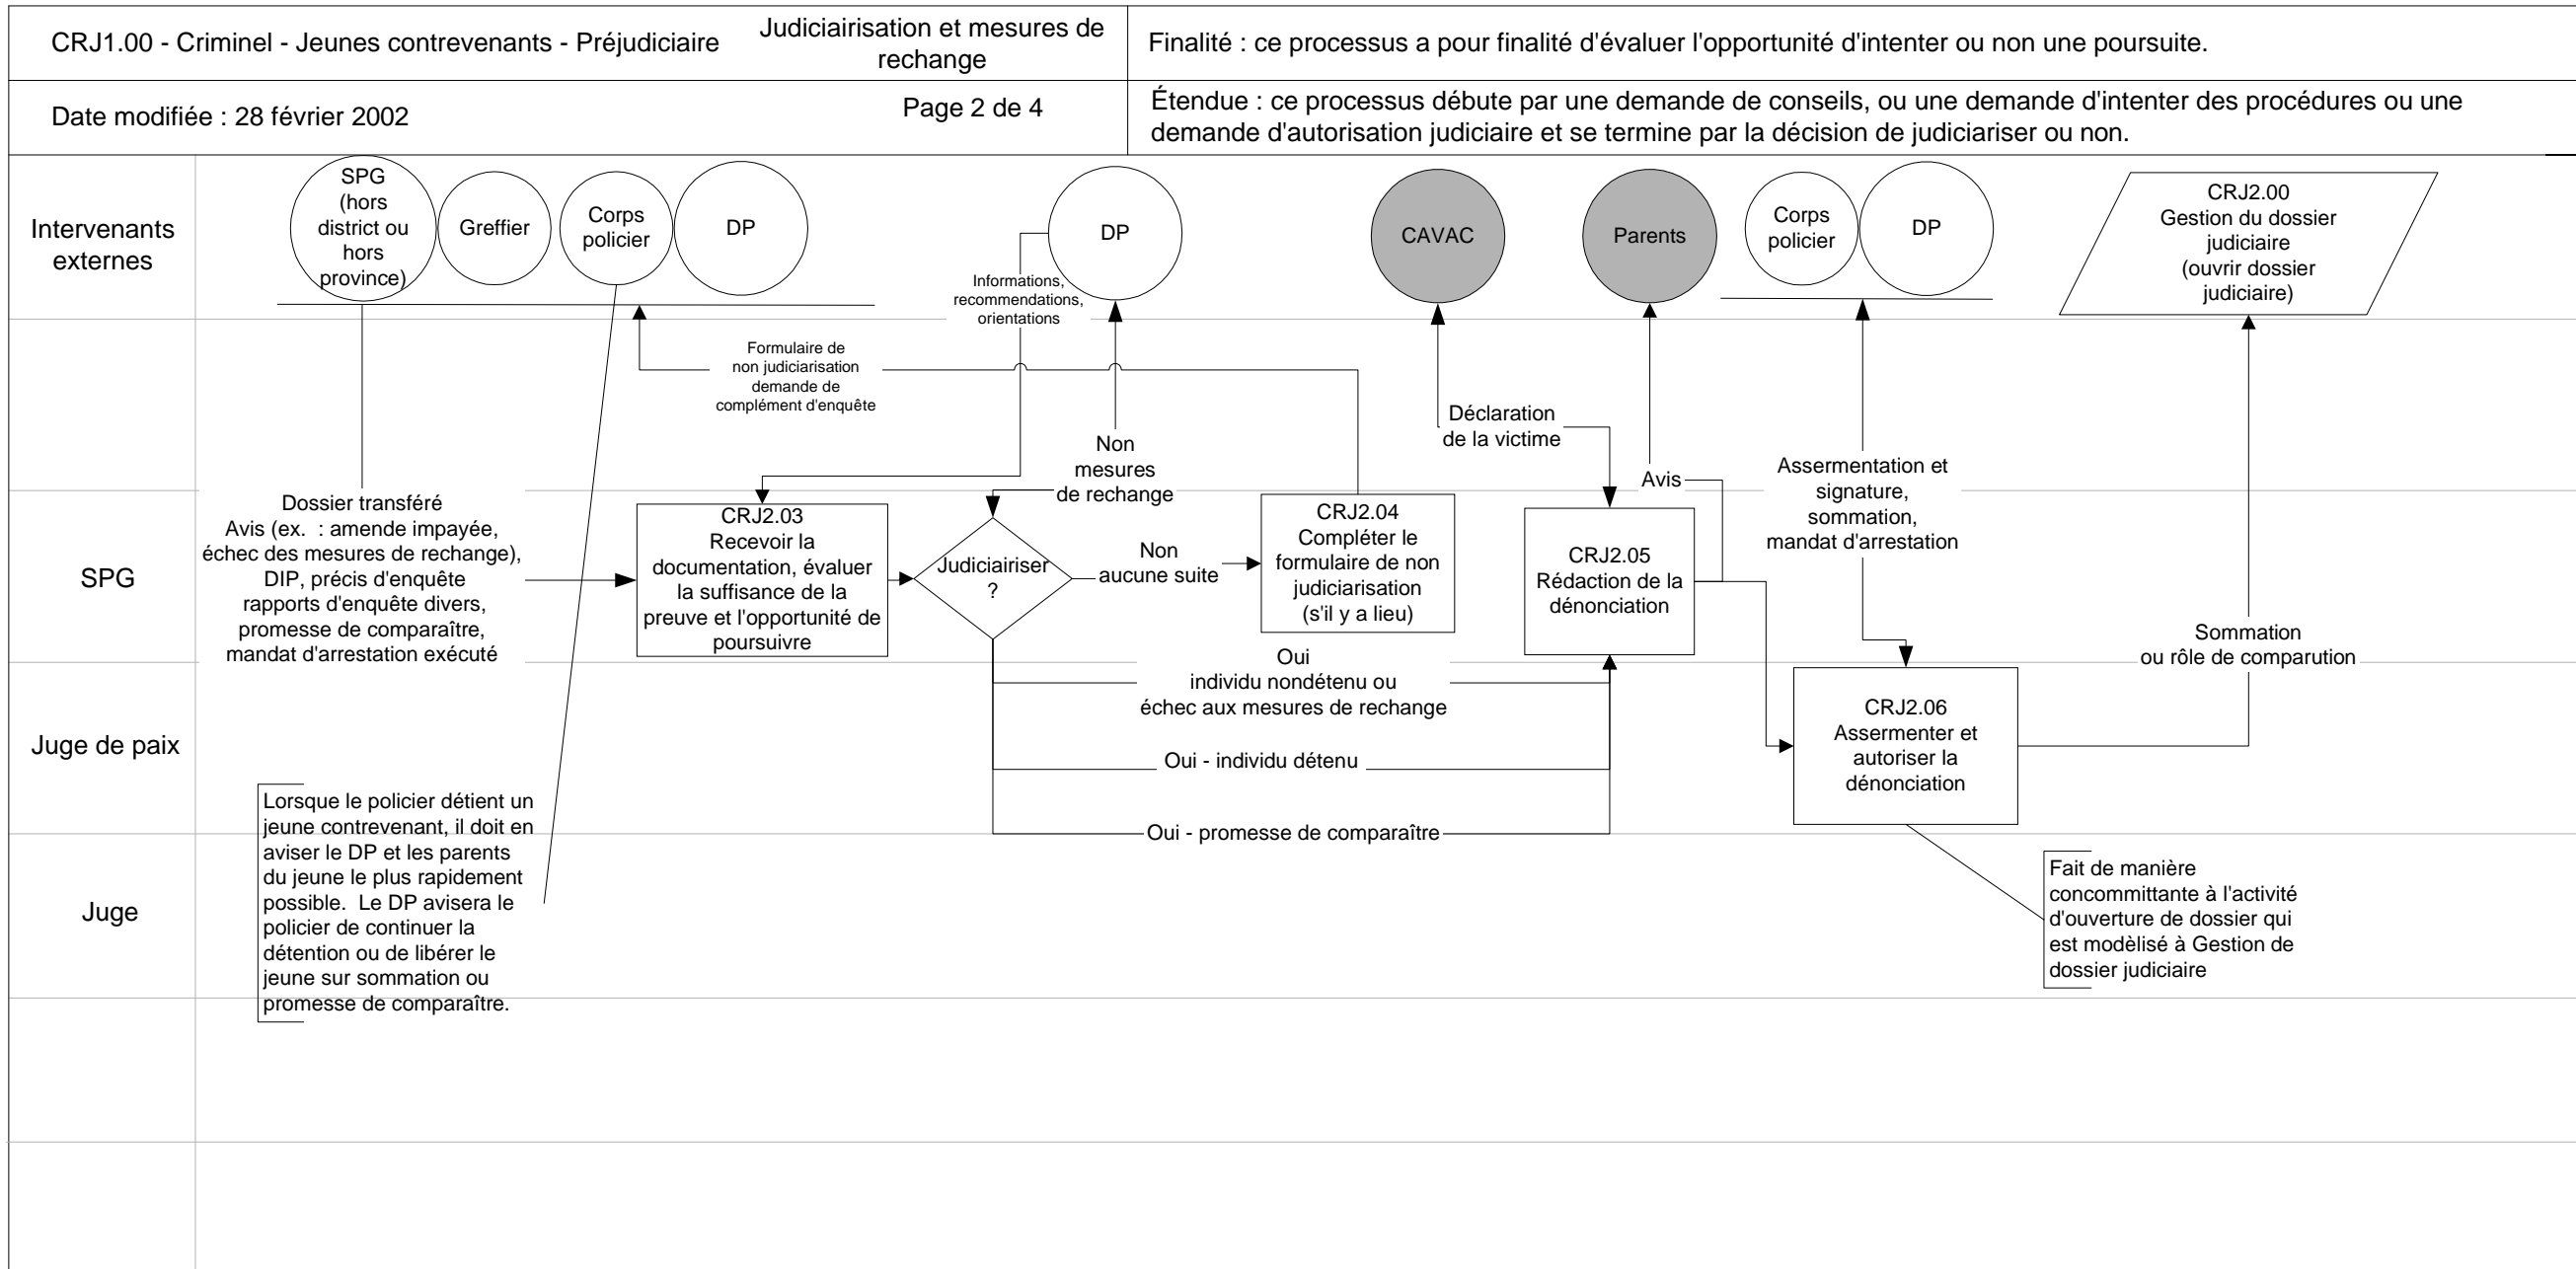 CRJ1.00 - Criminel - Jeunes contrevenants - Préjudiciaire
Judiciairisation et mesures de
rechange
Finalité : ce processus a pour finalité d'évaluer l'opportunité d'intenter ou non une poursuite.
Date modifiée : 28 février 2002
Page 2 de 4
Étendue : ce processus débute par une demande de conseils, ou une demande d'intenter des procédures ou une
demande d'autorisation judiciaire et se termine par la décision de judiciariser ou non.
Intervenants
externes
SPG
(hors
district ou
hors
province)
Greffier
Corps
policier
DP
DP
CAVAC
Parents
Corps
policier
DP
CRJ2.00
Gestion du dossier
judiciaire
(ouvrir dossier
judiciaire)
Informations,
recommendations,
orientations
Formulaire de
non judiciarisation
demande de
complément d'enquête
Non
mesures
de rechange
Déclaration
de la victime
Avis
Assermentation et
signature,
sommation,
mandat d'arrestation
SPG
Dossier transféré
Avis (ex.  : amende impayée,
échec des mesures de rechange),
DIP, précis d'enquête
rapports d'enquête divers,
promesse de comparaître,
mandat d'arrestation exécuté
CRJ2.03
Recevoir la
documentation, évaluer
la suffisance de la
preuve et l'opportunité de
poursuivre
Judiciairiser
?
Non
aucune suite
CRJ2.04
Compléter le
formulaire de non
judiciarisation
(s'il y a lieu)
CRJ2.05
Rédaction de la
dénonciation
Sommation
ou rôle de comparution
Oui
individu nondétenu ou
échec aux mesures de rechange
Juge de paix
Oui - individu détenu
CRJ2.06
Assermenter et
autoriser la
dénonciation
Oui - promesse de comparaître
Juge
Lorsque le policier détient un
jeune contrevenant, il doit en
aviser le DP et les parents
du jeune le plus rapidement
possible.  Le DP avisera le
policier de continuer la
détention ou de libérer le
jeune sur sommation ou
promesse de comparaître.
Fait de manière
concommittante à l'activité
d'ouverture de dossier qui
est modèlisé à Gestion de
dossier judiciaire